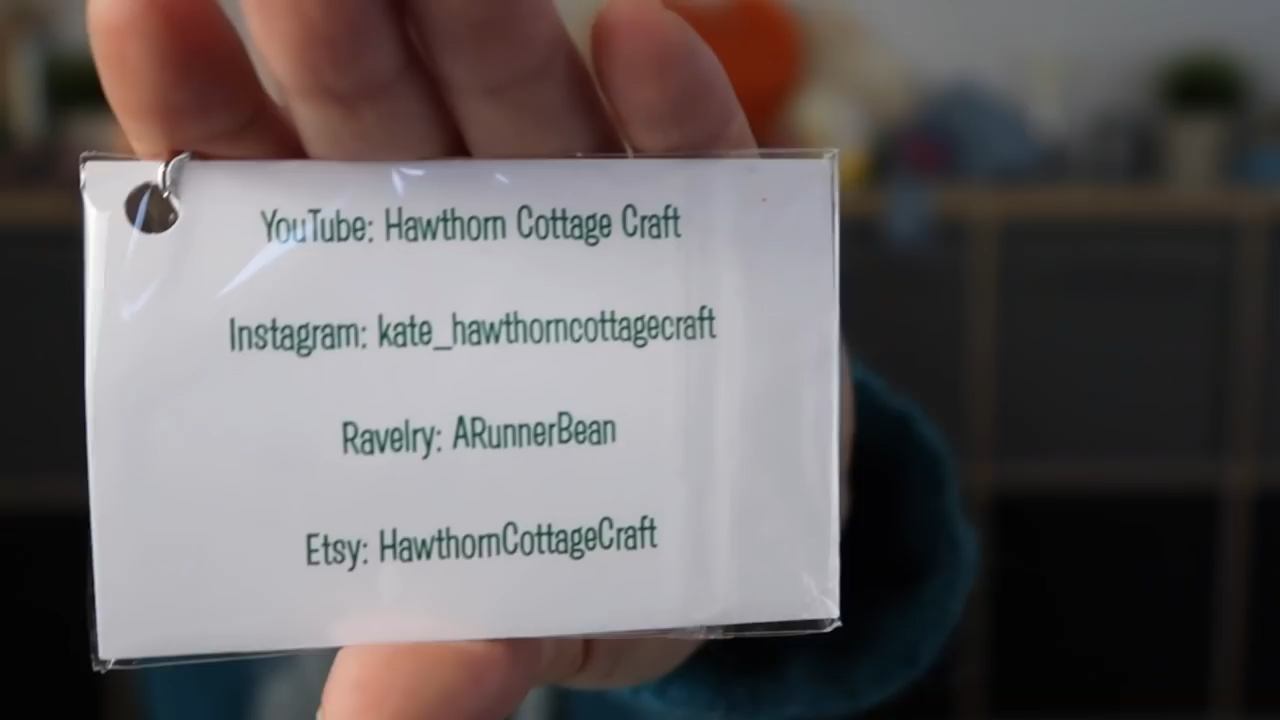 YouTube: Hawthorn Cottage Craft
Instagram: kate_hawthorncottagecraft
Ravelry: ARunnerBean
Etsy: HawthornCottageCraft